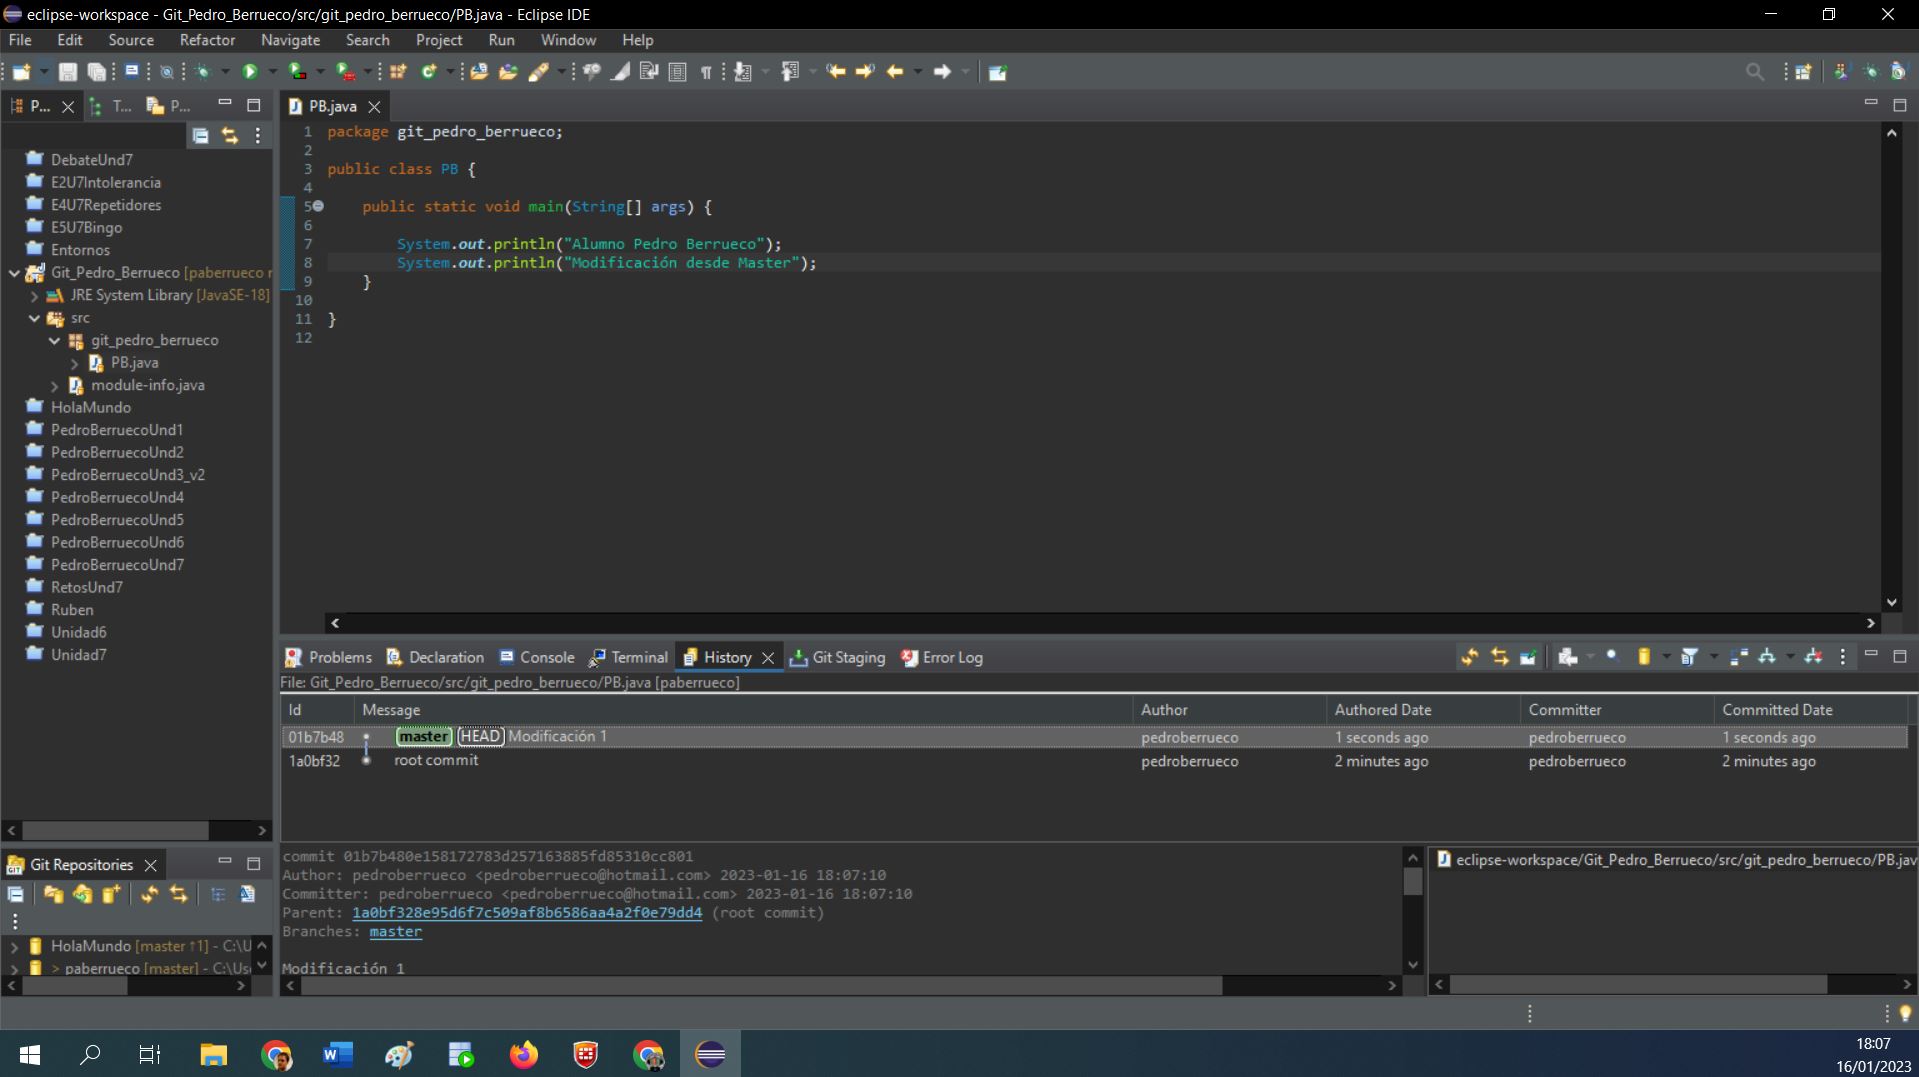 eclipse-workspace - Git_Pedro_Berrueco/src/git_pedro_berrueco/PB.java - Eclipse IDE
File Edit Source Refactor Navigate Search Project Run Window Help
P... T... P...
DebateUnd7
E2U7Intolerancia
E4U7Repetidores
E5U7Bingo
Entornos
Git_Pedro_Berrueco [paberrueco r
JRE System Library [JavaSE-18]
src
git_pedro_berrueco
PB.java
module-info.java
HolaMundo
PedroBerruecoUnd1
PedroBerruecoUnd2
PedroBerruecoUnd3_v2
PedroBerruecoUnd4
PedroBerruecoUnd5
PedroBerruecoUnd6
PedroBerruecoUnd7
RetosUnd7
Ruben
Unidad6
Unidad7
PB.java
1 package git_pedro_berrueco;
2
3 public class PB {
4
5 public static void main(String[] args) {
6
7 System.out.println("Alumno Pedro Berrueco");
8 System.out.println("Modificación desde Master");
9 }
10
11 }
12
Problems Declaration Console Terminal History Git Staging Error Log
File: Git_Pedro_Berrueco/src/git_pedro_berrueco/PB.java [paberrueco]
Id Message Author Authored Date Committer Committed Date
01b7b48 master HEAD Modificación 1 pedroberrueco 1 seconds ago pedroberrueco 1 seconds ago
1a0bf32 root commit pedroberrueco 2 minutes ago pedroberrueco 2 minutes ago
commit 01b7b480e158172783d257163885fd85310cc801
Author: pedroberrueco <pedroberrueco@hotmail.com> 2023-01-16 18:07:10
Committer: pedroberrueco <pedroberrueco@hotmail.com> 2023-01-16 18:07:10
Parent: 1a0bf328e95d6f7c509af8b6586aa4a2f0e79dd4 (root commit)
Branches: master
Modificación 1
eclipse-workspace/Git_Pedro_Berrueco/src/git_pedro_berrueco/PB.jav
Git Repositories
HolaMundo [master ↑1] - C:\U
> paberrueco [master] - C:\Use
18:07
16/01/2023